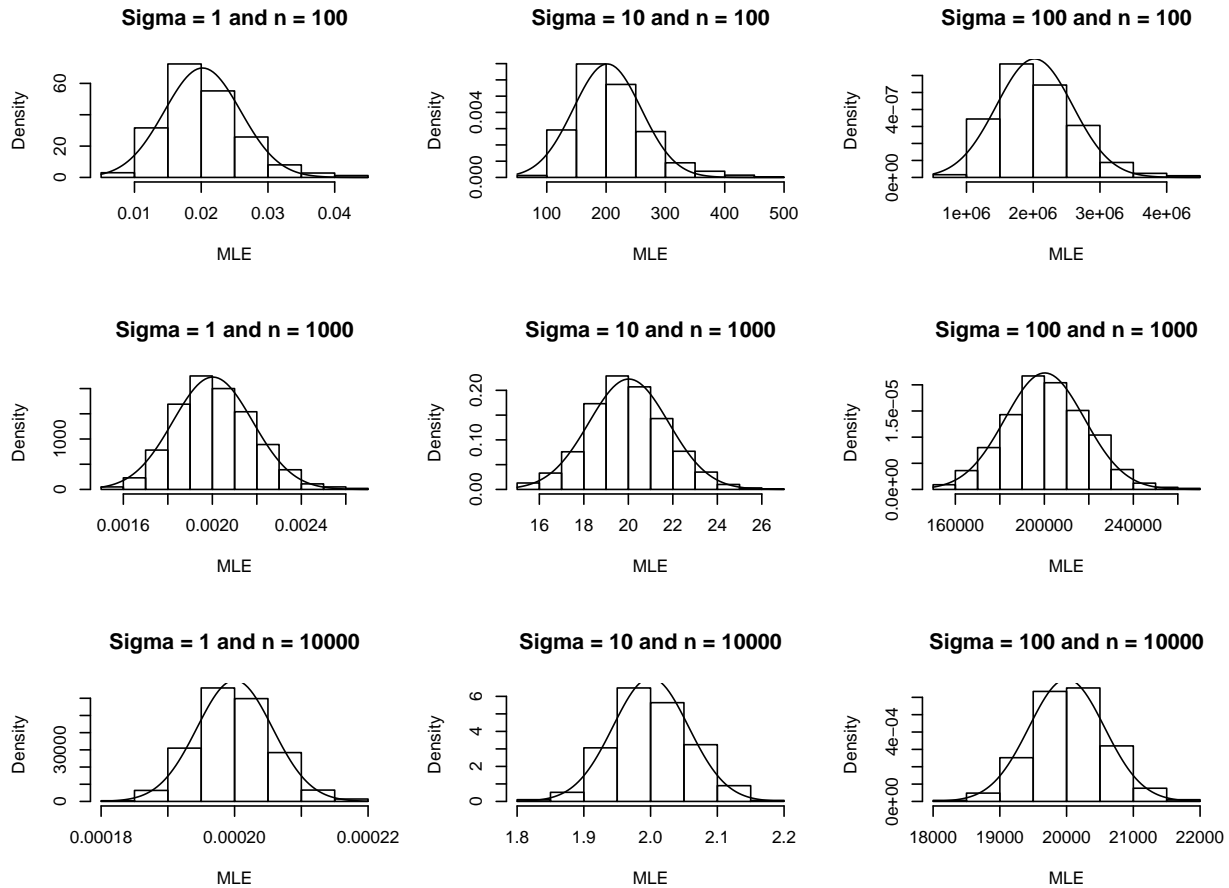 Sigma = 1 and n = 100
Density
0 20 60
0.01 0.02 0.03 0.04
MLE
Sigma = 10 and n = 100
Density
0.000 0.004
100 200 300 400 500
MLE
Sigma = 100 and n = 100
Density
0e+00 4e−07
1e+06 2e+06 3e+06 4e+06
MLE
Sigma = 1 and n = 1000
Density
0 1000
0.0016 0.0020 0.0024
MLE
Sigma = 10 and n = 1000
Density
0.00 0.10 0.20
16 18 20 22 24 26
MLE
Sigma = 100 and n = 1000
Density
0.0e+00 1.5e−05
160000 200000 240000
MLE
Sigma = 1 and n = 10000
Density
0 30000
0.00018 0.00020 0.00022
MLE
Sigma = 10 and n = 10000
Density
0 2 4 6
1.8 1.9 2.0 2.1 2.2
MLE
Sigma = 100 and n = 10000
Density
0e+00 4e−04
18000 19000 20000 21000 22000
MLE